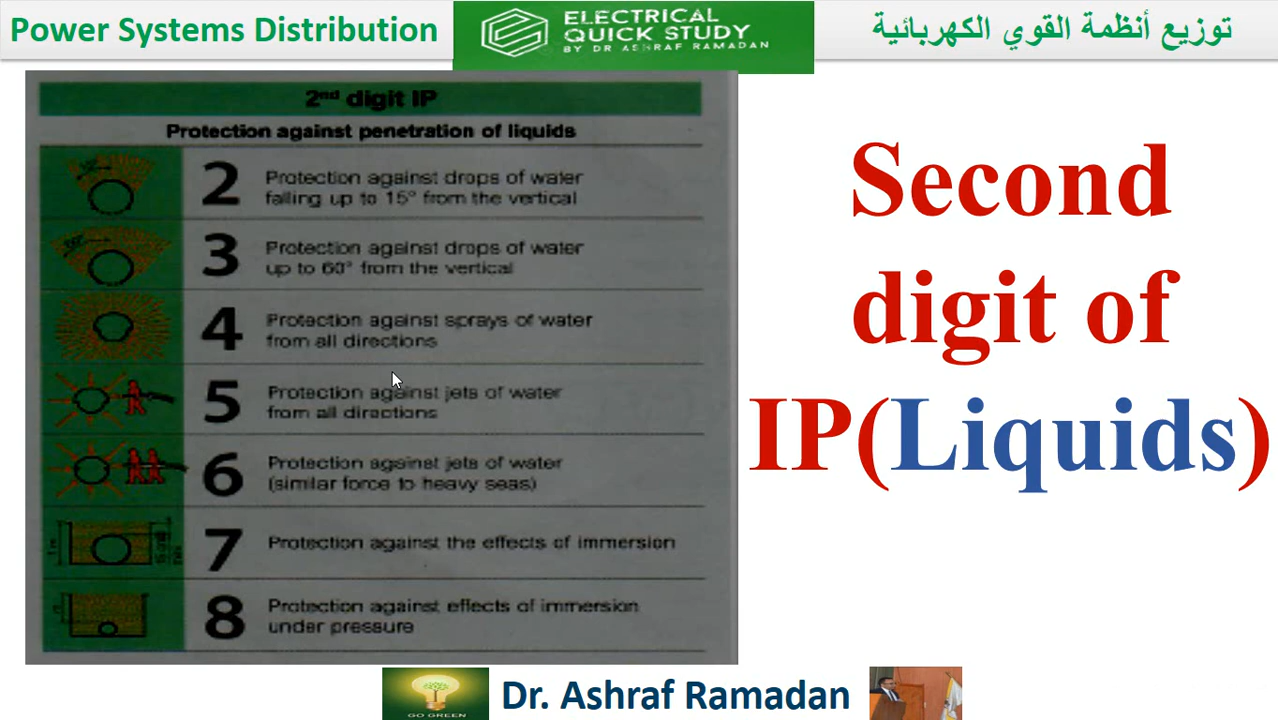 Power Systems Distribution
ELECTRICAL
QUICK STUDY
BY DR ASHRAF RAMADAN
توزيع أنظمة القوي الكهربائية
2nd digit IP
Protection against penetration of liquids
2
Protection against drops of water
falling up to 15° from the vertical
3
Protection against drops of water
up to 60° from the vertical
4
Protection against sprays of water
from all directions
5
Protection against jets of water
from all directions
6
Protection against jets of water
(similar force to heavy seas)
7
Protection against the effects of immersion
8
Protection against effects of immersion
under pressure
Second
digit of
IP(Liquids)
GO GREEN
Dr. Ashraf Ramadan